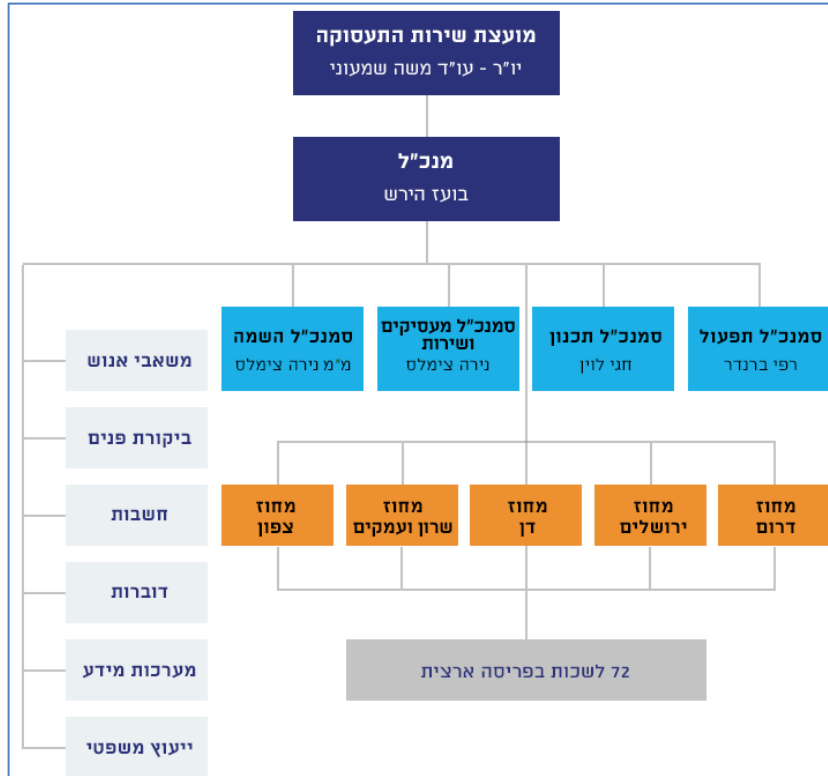 מועצת שירות התעסוקה
יו"ר - עו"ד משה שמעוני
מנכ"ל
בועז הירש
סמנכ"ל תפעול
רפי ברנדר
סמנכ"ל תכנון
חגי לוין
סמנכ"ל מעסיקים
ושירות
נירה צימלס
סמנכ"ל השמה
מ"מ נירה צימלס
משאבי אנוש
ביקורת פנים
חשבות
דוברות
מערכות מידע
ייעוץ משפטי
מחוז
דרום
מחוז
ירושלים
מחוז
דן
מחוז
שרון ועמקים
מחוז
צפון
72 לשכות בפריסה ארצית